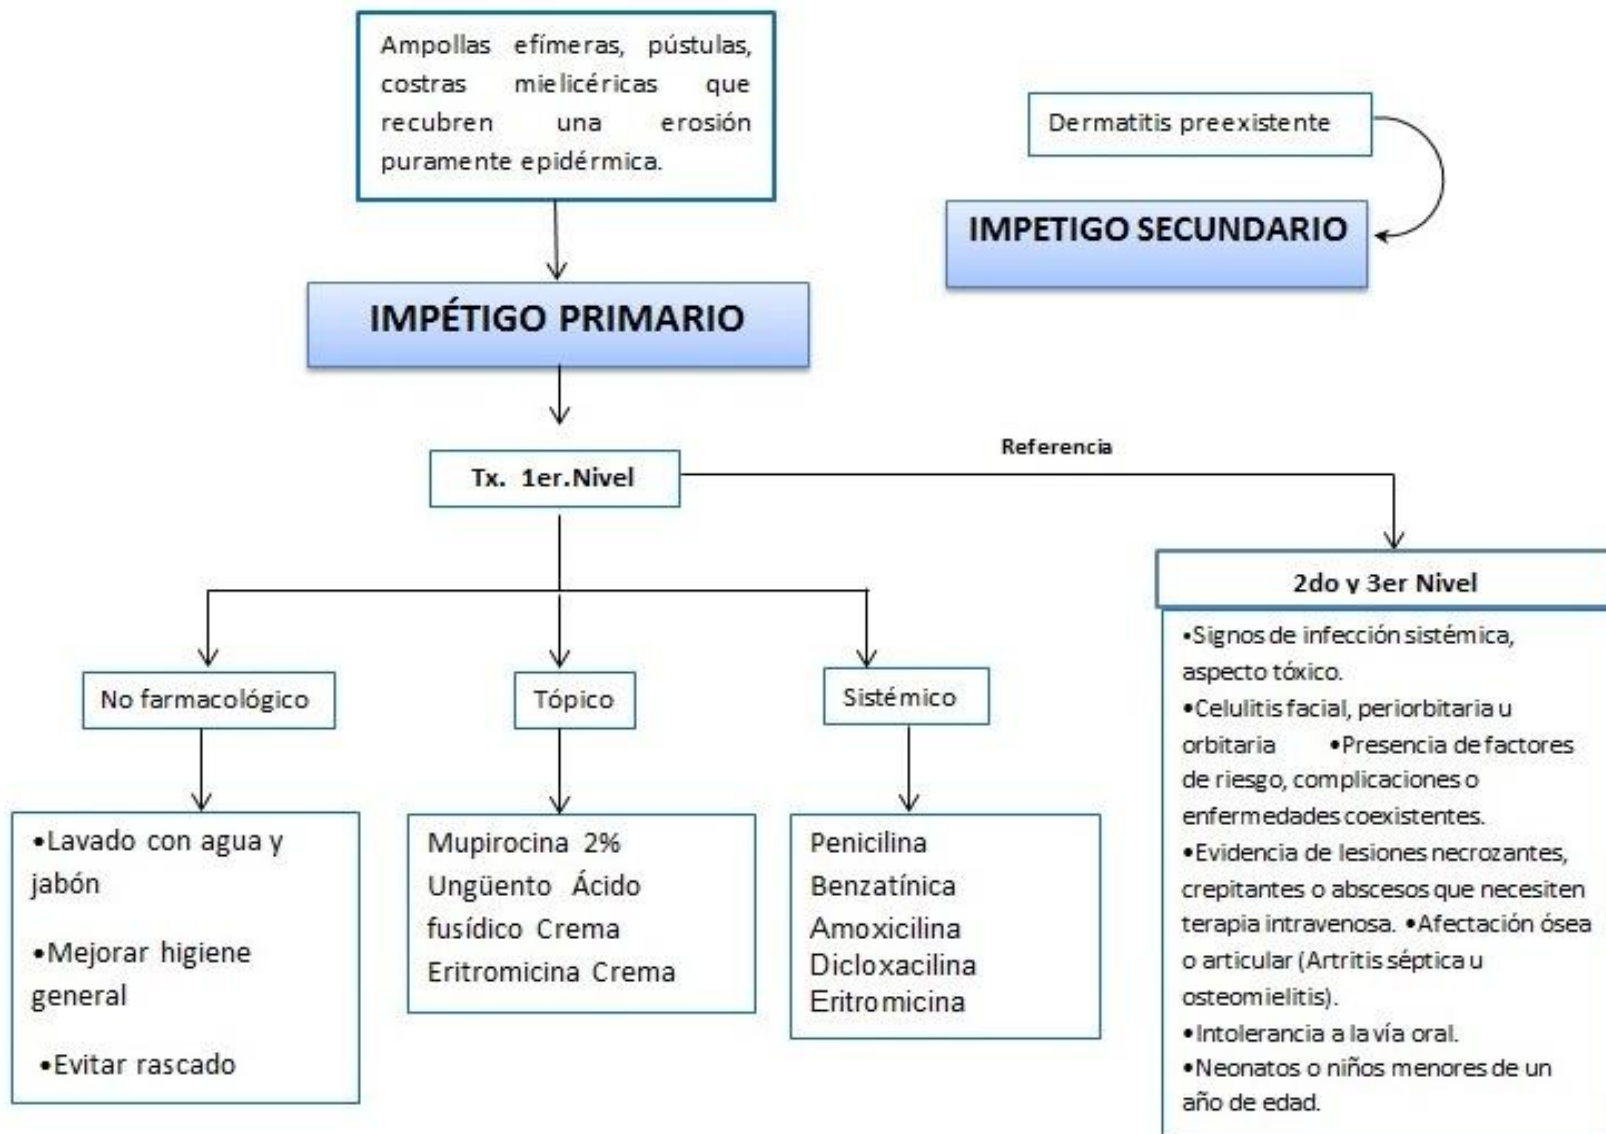 Ampollas efímeras, pústulas,
costras mielicéricas que
recubren una erosión
puramente epidérmica.
Dermatitis preexistente
IMPETIGO SECUNDARIO
IMPÉTIGO PRIMARIO
Referencia
Tx. 1er.Nivel
2do y 3er Nivel
•Signos de infección sistémica,
aspecto tóxico.
•Celulitis facial, periorbitaria u
orbitaria •Presencia de factores
de riesgo, complicaciones o
enfermedades coexistentes.
•Evidencia de lesiones necrozantes,
crepitantes o abscesos que necesiten
terapia intravenosa. •Afectación ósea
o articular (Artritis séptica u
osteomielitis).
•Intolerancia a la vía oral.
•Neonatos o niños menores de un
año de edad.
No farmacológico
Tópico
Sistémico
•Lavado con agua y
jabón
•Mejorar higiene
general
•Evitar rascado
Mupirocina 2%
Ungüento Ácido
fusídico Crema
Eritromicina Crema
Penicilina
Benzatínica
Amoxicilina
Dicloxacilina
Eritromicina